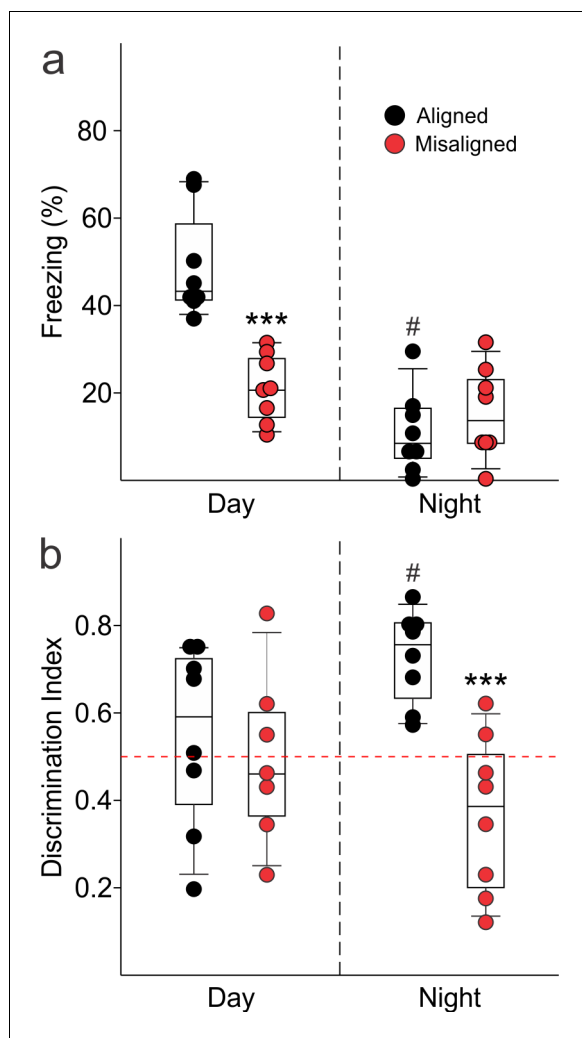 a
80
60
40
20
Freezing (%)
Aligned
Misaligned
***
#
Day
Night
b
0.8
0.6
0.4
0.2
Discrimination Index
#
***
Day
Night